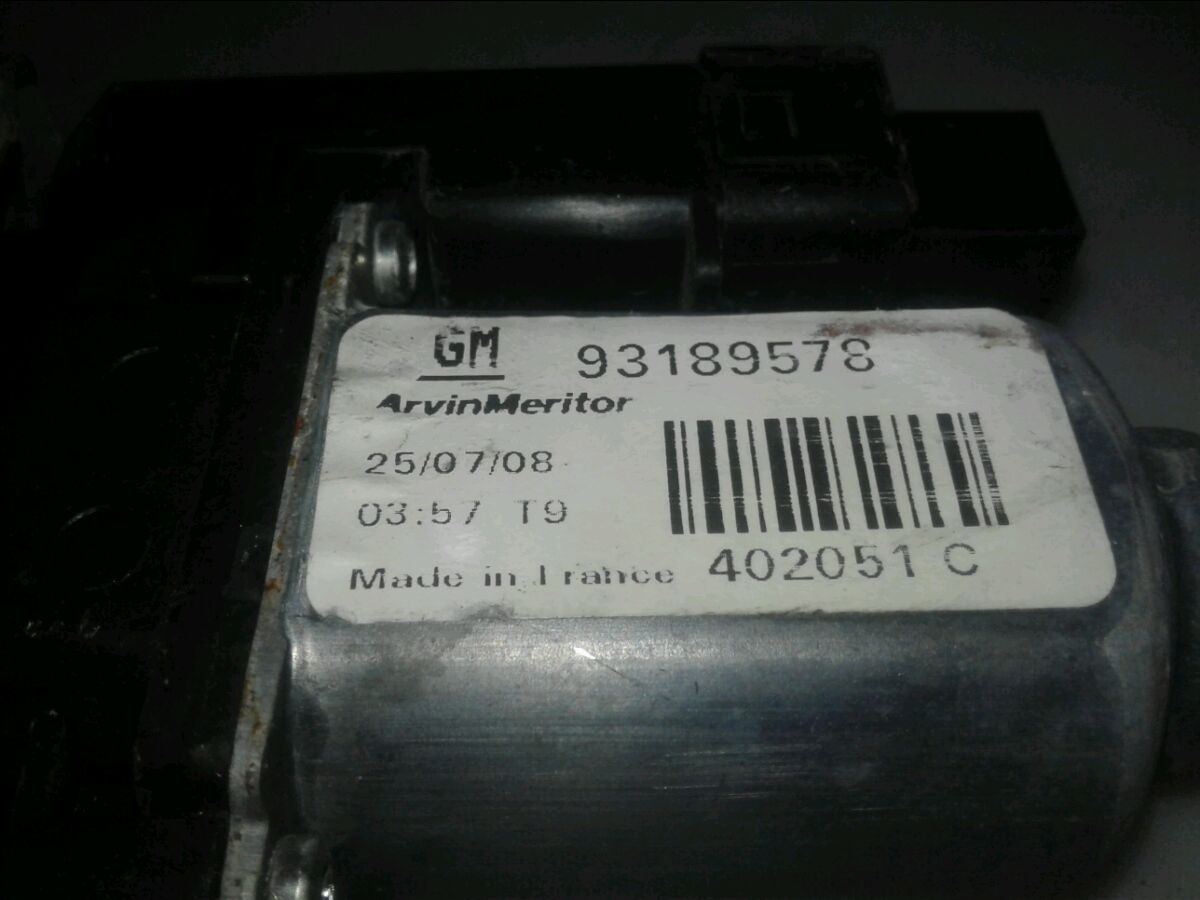 GM 93189578
ArvinMeritor
25/07/08
03:57 T9
Made in France 402051 C